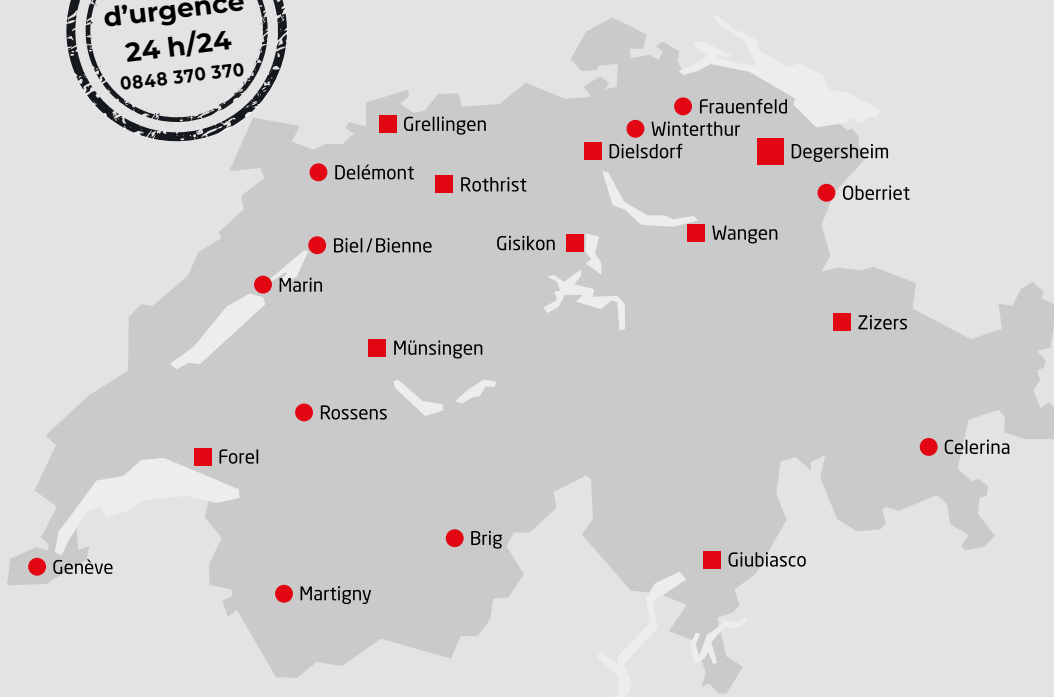 d’urgence
24 h/24
0848 370 370
Frauenfeld
Grellingen
Winterthur
Dielsdorf
Degersheim
Delémont
Rothrist
Oberriet
Wangen
Gisikon
Biel/Bienne
Marin
Zizers
Münsingen
Rossens
Celerina
Forel
Brig
Giubiasco
Genève
Martigny